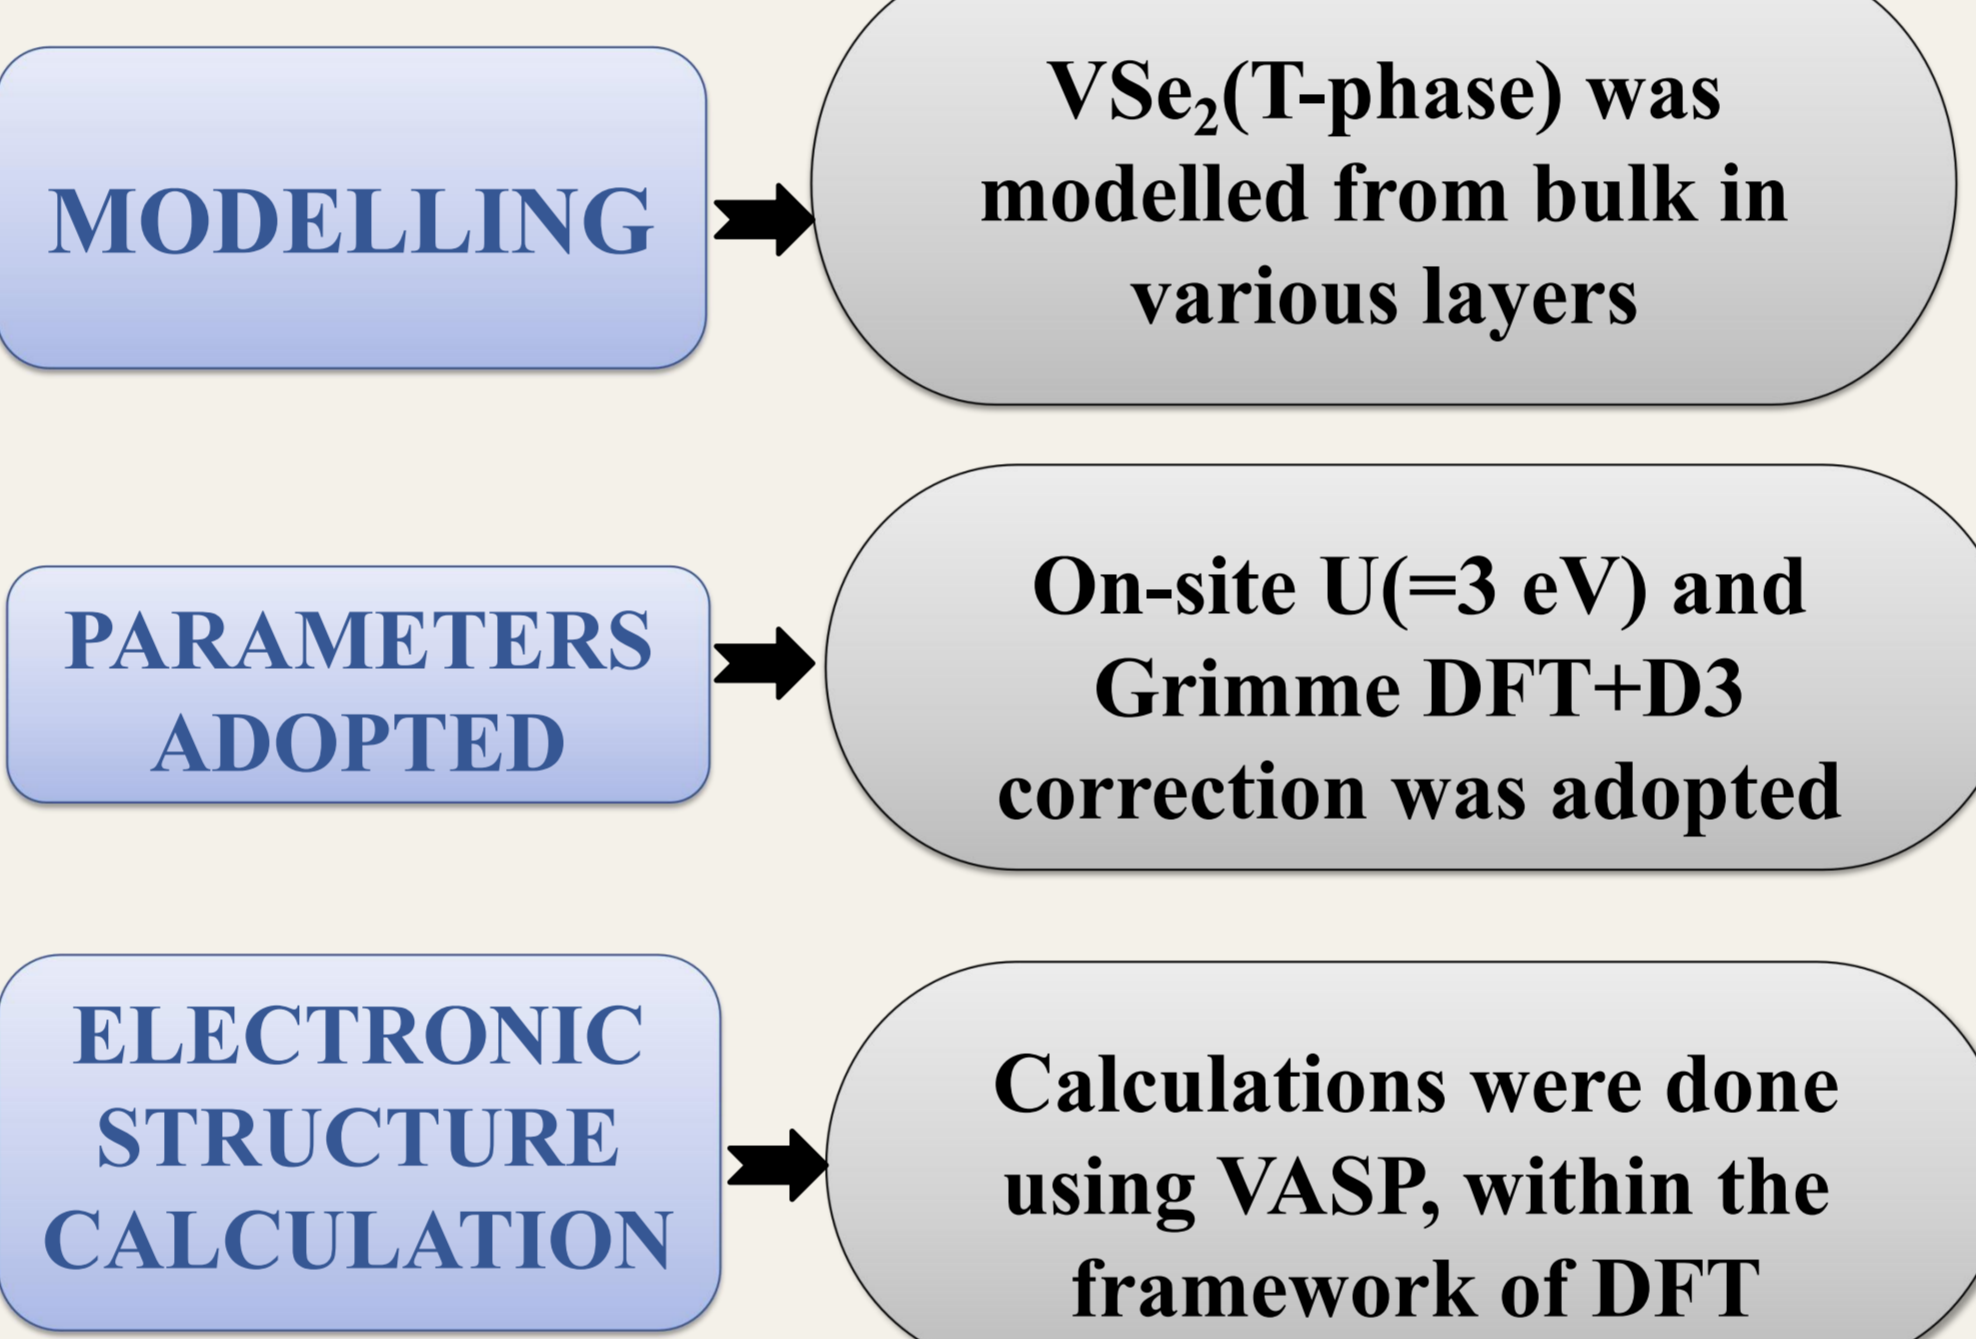 MODELLING
VSe₂(T-phase) was
modelled from bulk in
various layers
PARAMETERS
ADOPTED
On-site U(=3 eV) and
Grimme DFT+D3
correction was adopted
ELECTRONIC
STRUCTURE
CALCULATION
Calculations were done
using VASP, within the
framework of DFT